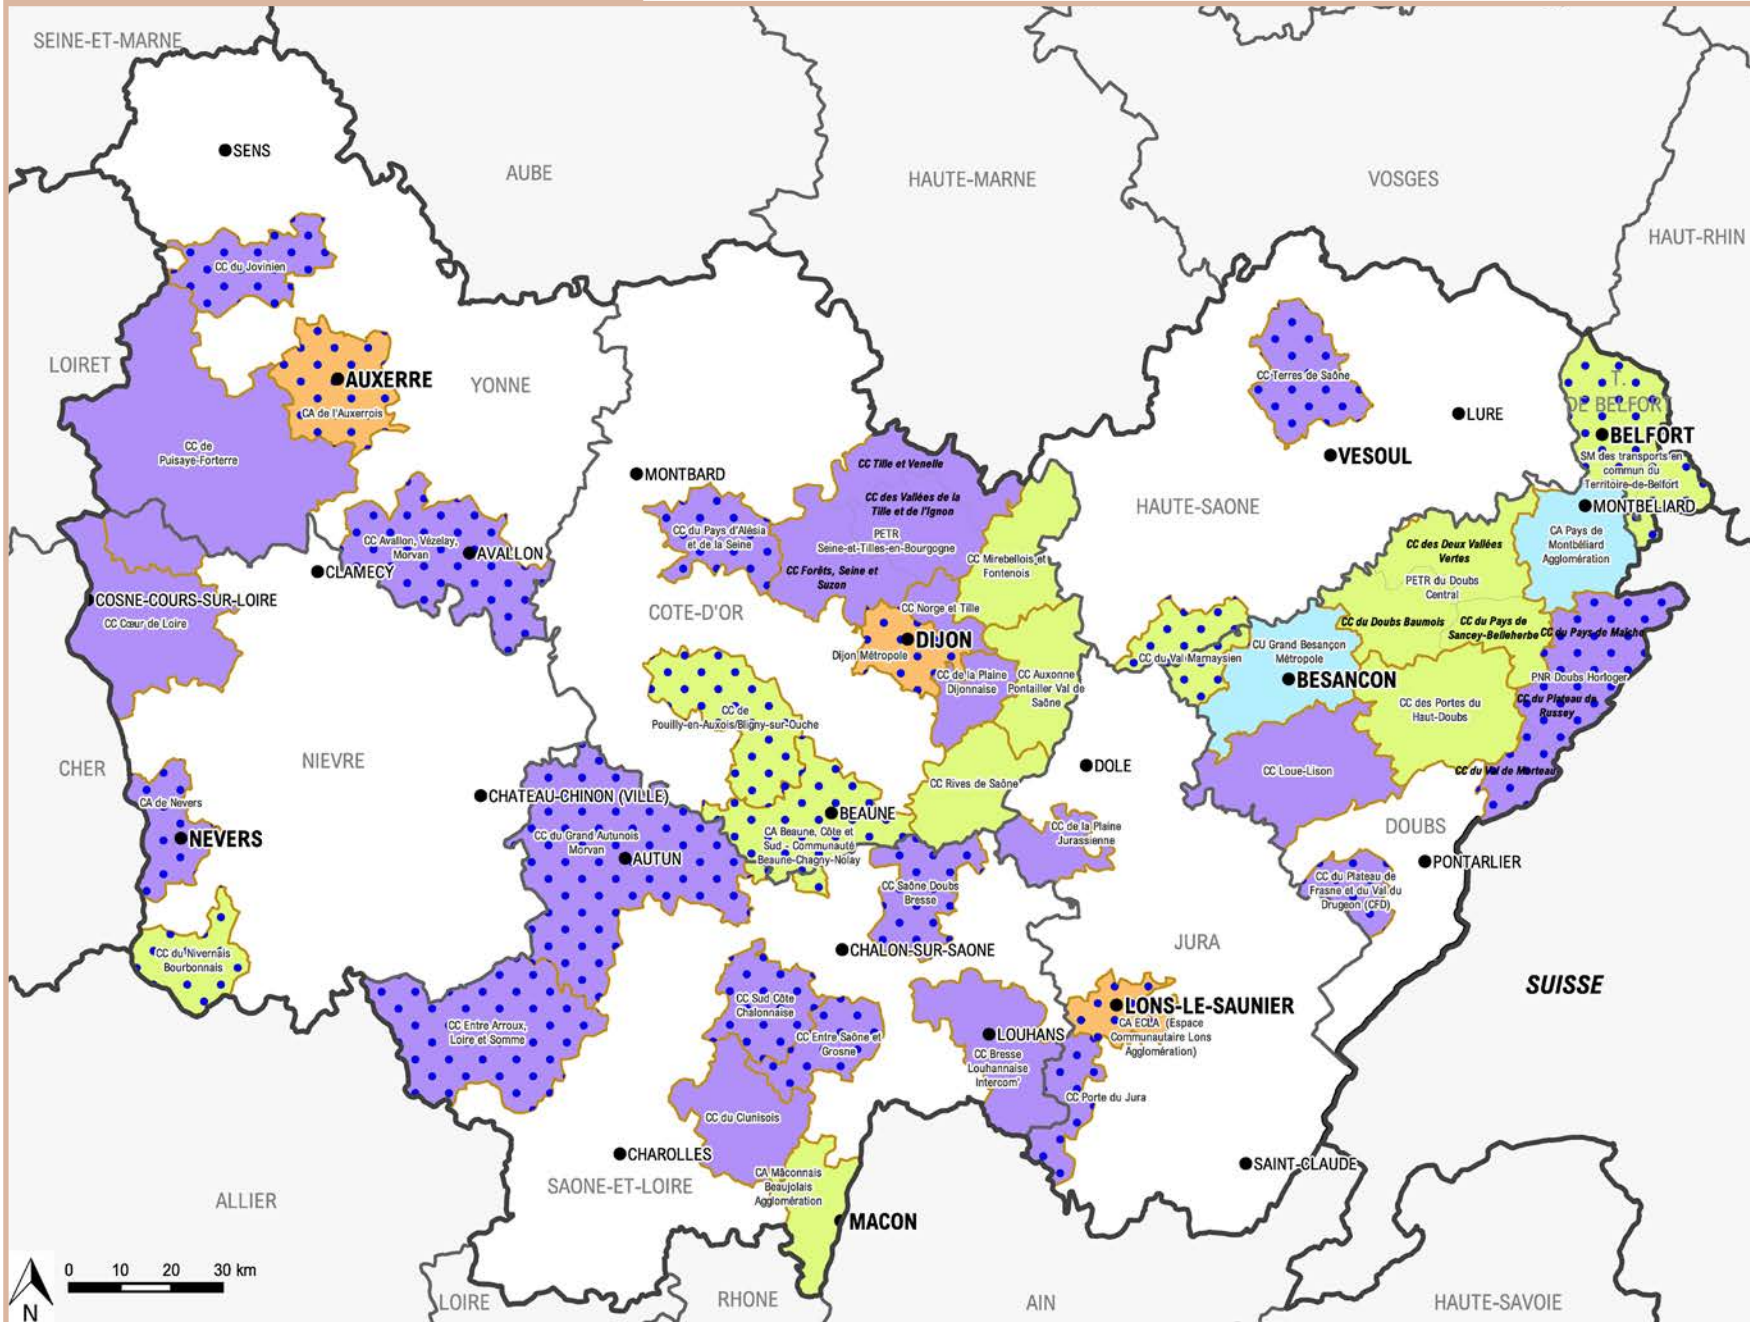 SEINE-ET-MARNE
SENS
AUBE
HAUTE-MARNE
VOSGES
HAUT-RHIN
CC du Jovinien
LOIRET
AUXERRE
YONNE
CA de l'Auxerrois
CC de
Puisaye-Forterre
CC Terres de Saône
LURE
VESOUL
T.
DE BELFORT
BELFORT
SM des transports en
commun du
Territoire-de-Belfort
MONTBELIARD
CA Pays de
Montbéliard
Agglomération
MONTBARD
CC Tille et Venelle
CC des Vallées de la
Tille et de l'Ignon
PETR
Seine-et-Tilles-en-Bourgogne
CC Forêts, Seine et
Suzon
CC du Pays d'Alésia
et de la Seine
CC Mirebellois et
Fontenois
HAUTE-SAONE
CC des Deux Vallées
Vertes
PETR du Doubs
Central
CC du Doubs Baumois
CC du Pays de
Sancey-Belleherbe
CC du Pays de Maîche
CC Avallon, Vézelay,
Morvan
AVALLON
CLAMECY
COSNE-COURS-SUR-LOIRE
CC Cœur de Loire
COTE-D'OR
CC Norge et Tille
DIJON
Dijon Métropole
CC de la Plaine
Dijonnaise
CC Auxonne
Pontailler Val de
Saône
CC du Val Marnaysien
CU Grand Besançon
Métropole
BESANCON
CC des Portes du
Haut-Doubs
PNR Doubs Horloger
CC du Plateau de
Russey
CC du Val de Morteau
CC de
Pouilly-en-Auxois/Bligny-sur-Ouche
CHER
NIEVRE
CC Rives de Saône
DOLE
CC Loue-Lison
DOUBS
CA de Nevers
NEVERS
CHATEAU-CHINON (VILLE)
CC du Grand Autunois
Morvan
AUTUN
BEAUNE
CA Beaune, Côte et
Sud - Communauté
Beaune-Chagny-Nolay
CC de la Plaine
Jurassienne
PONTARLIER
CC du Plateau de
Frasne et du Val du
Drugeon (CFD)
CC Saône Doubs
Bresse
CHALON-SUR-SAONE
JURA
CC du Nivernais
Bourbonnais
SUISSE
CC Sud Côte
Chalonnaise
CC Entre Saône et
Grosne
CC Entre Arroux,
Loire et Somme
LOUHANS
CC Bresse
Louhannaise
Intercom'
LONS-LE-SAUNIER
CA ECLA (Espace
Communautaire Lons
Agglomération)
CC Porte du Jura
CC du Clunisois
CHAROLLES
SAONE-ET-LOIRE
CA Mâconnais
Beaujolais
Agglomération
MACON
SAINT-CLAUDE
ALLIER
0 10 20 30 km
N
LOIRE
RHONE
AIN
HAUTE-SAVOIE